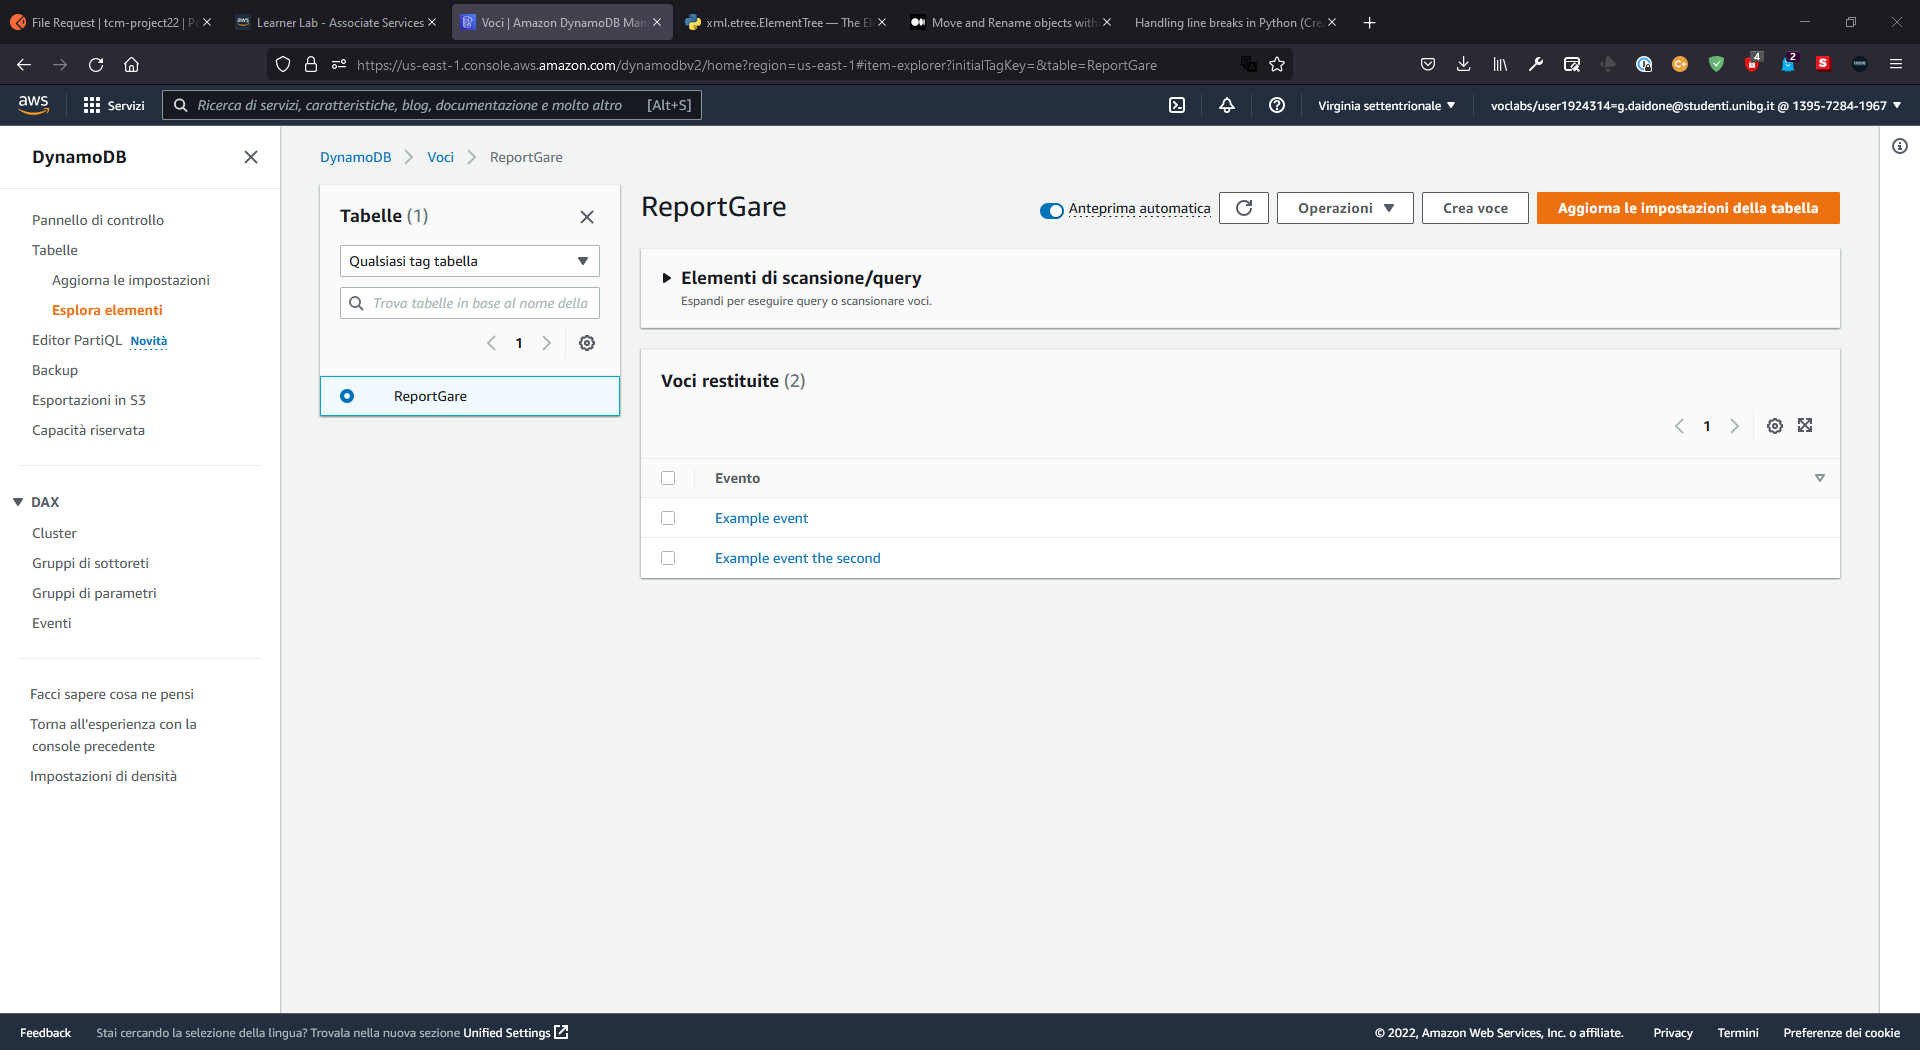 File Request | tcm-project22 | P
Learner Lab - Associate Services
Voci | Amazon DynamoDB Man
xml.etree.ElementTree — The El
Move and Rename objects with
Handling line breaks in Python (Cre
https://us-east-1.console.aws.amazon.com/dynamodbv2/home?region=us-east-1#item-explorer?initialTagKey=&table=ReportGare
4
2
aws
Servizi
Ricerca di servizi, caratteristiche, blog, documentazione e molto altro [Alt+S]
Virginia settentrionale
voclabs/user1924314=g.daidone@studenti.unibg.it @ 1395-7284-1967
DynamoDB
Pannello di controllo
Tabelle
Aggiorna le impostazioni
Esplora elementi
Editor PartiQL Novità
Backup
Esportazioni in S3
Capacità riservata
DAX
Cluster
Gruppi di sottoreti
Gruppi di parametri
Eventi
Facci sapere cosa ne pensi
Torna all'esperienza con la
console precedente
Impostazioni di densità
DynamoDB
Voci
ReportGare
Tabelle (1)
Qualsiasi tag tabella
Trova tabelle in base al nome della
1
ReportGare
ReportGare
Anteprima automatica
Operazioni
Crea voce
Aggiorna le impostazioni della tabella
Elementi di scansione/query
Espandi per eseguire query o scansionare voci.
Voci restituite (2)
1
Evento
Example event
Example event the second
Feedback
Stai cercando la selezione della lingua? Trovala nella nuova sezione Unified Settings
© 2022, Amazon Web Services, Inc. o affiliate.
Privacy
Termini
Preferenze dei cookie